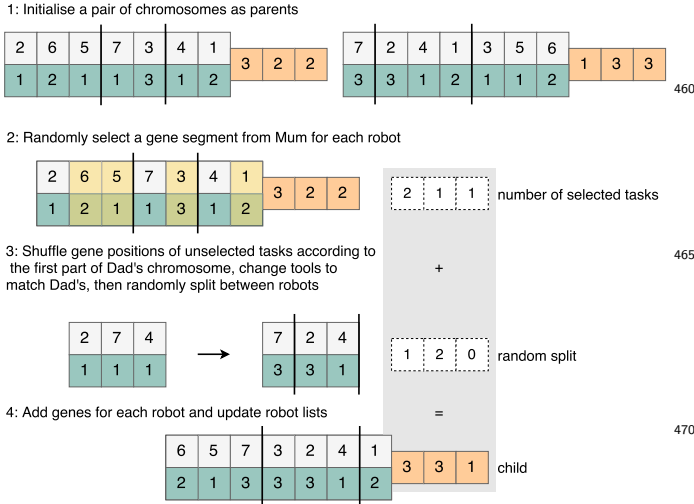 1: Initialise a pair of chromosomes as parents
2 6 5 7 3 4 1
1 2 1 1 3 1 2
3 2 2
7 2 4 1 3 5 6
3 3 1 2 1 1 2
1 3 3
460
2: Randomly select a gene segment from Mum for each robot
2 6 5 7 3 4 1
1 2 1 1 3 1 2
3 2 2
2 1 1
number of selected tasks
3: Shuffle gene positions of unselected tasks according to
the first part of Dad's chromosome, change tools to
match Dad's, then randomly split between robots
+
465
2 7 4
1 1 1
7 2 4
3 3 1
1 2 0
random split
4: Add genes for each robot and update robot lists
=
470
6 5 7 3 2 4 1
2 1 3 3 3 1 2
3 3 1
child